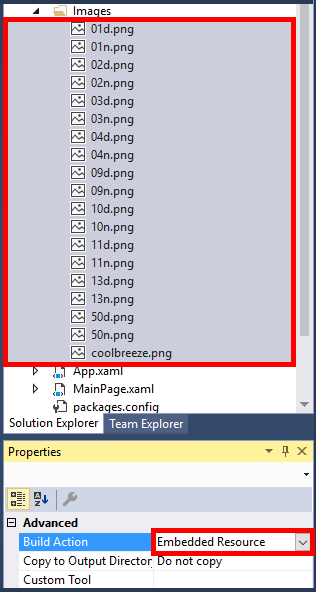 Images
01d.png
01n.png
02d.png
02n.png
03d.png
03n.png
04d.png
04n.png
09d.png
09n.png
10d.png
10n.png
11d.png
11n.png
13d.png
13n.png
50d.png
50n.png
coolbreeze.png
App.xaml
MainPage.xaml
packages.config
Solution Explorer Team Explorer
Properties
Advanced
Build Action Embedded Resource
Copy to Output Director Do not copy
Custom Tool